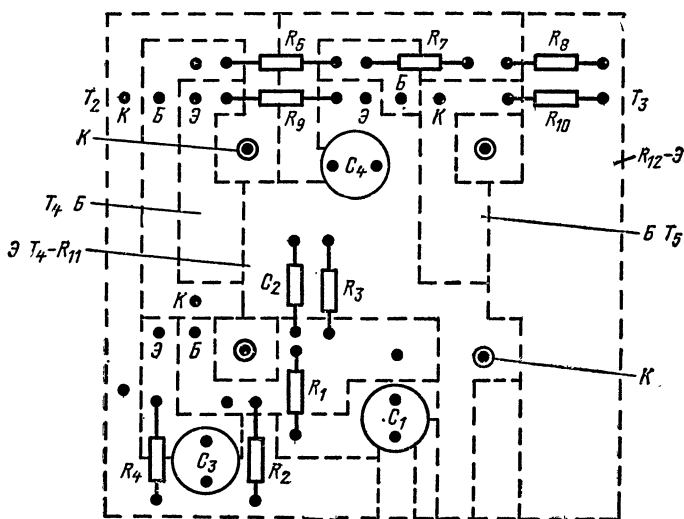 R₅ R₇ R₈
Б
T₂ К Б Э R₉ Э К R₁₀ T₃
К C₄ R₁₂-Э
T₄ Б Б T₅
Э T₄-R₁₁
C₂ R₃
К
Э Б
R₁ К
C₁
R₄ C₃ R₂